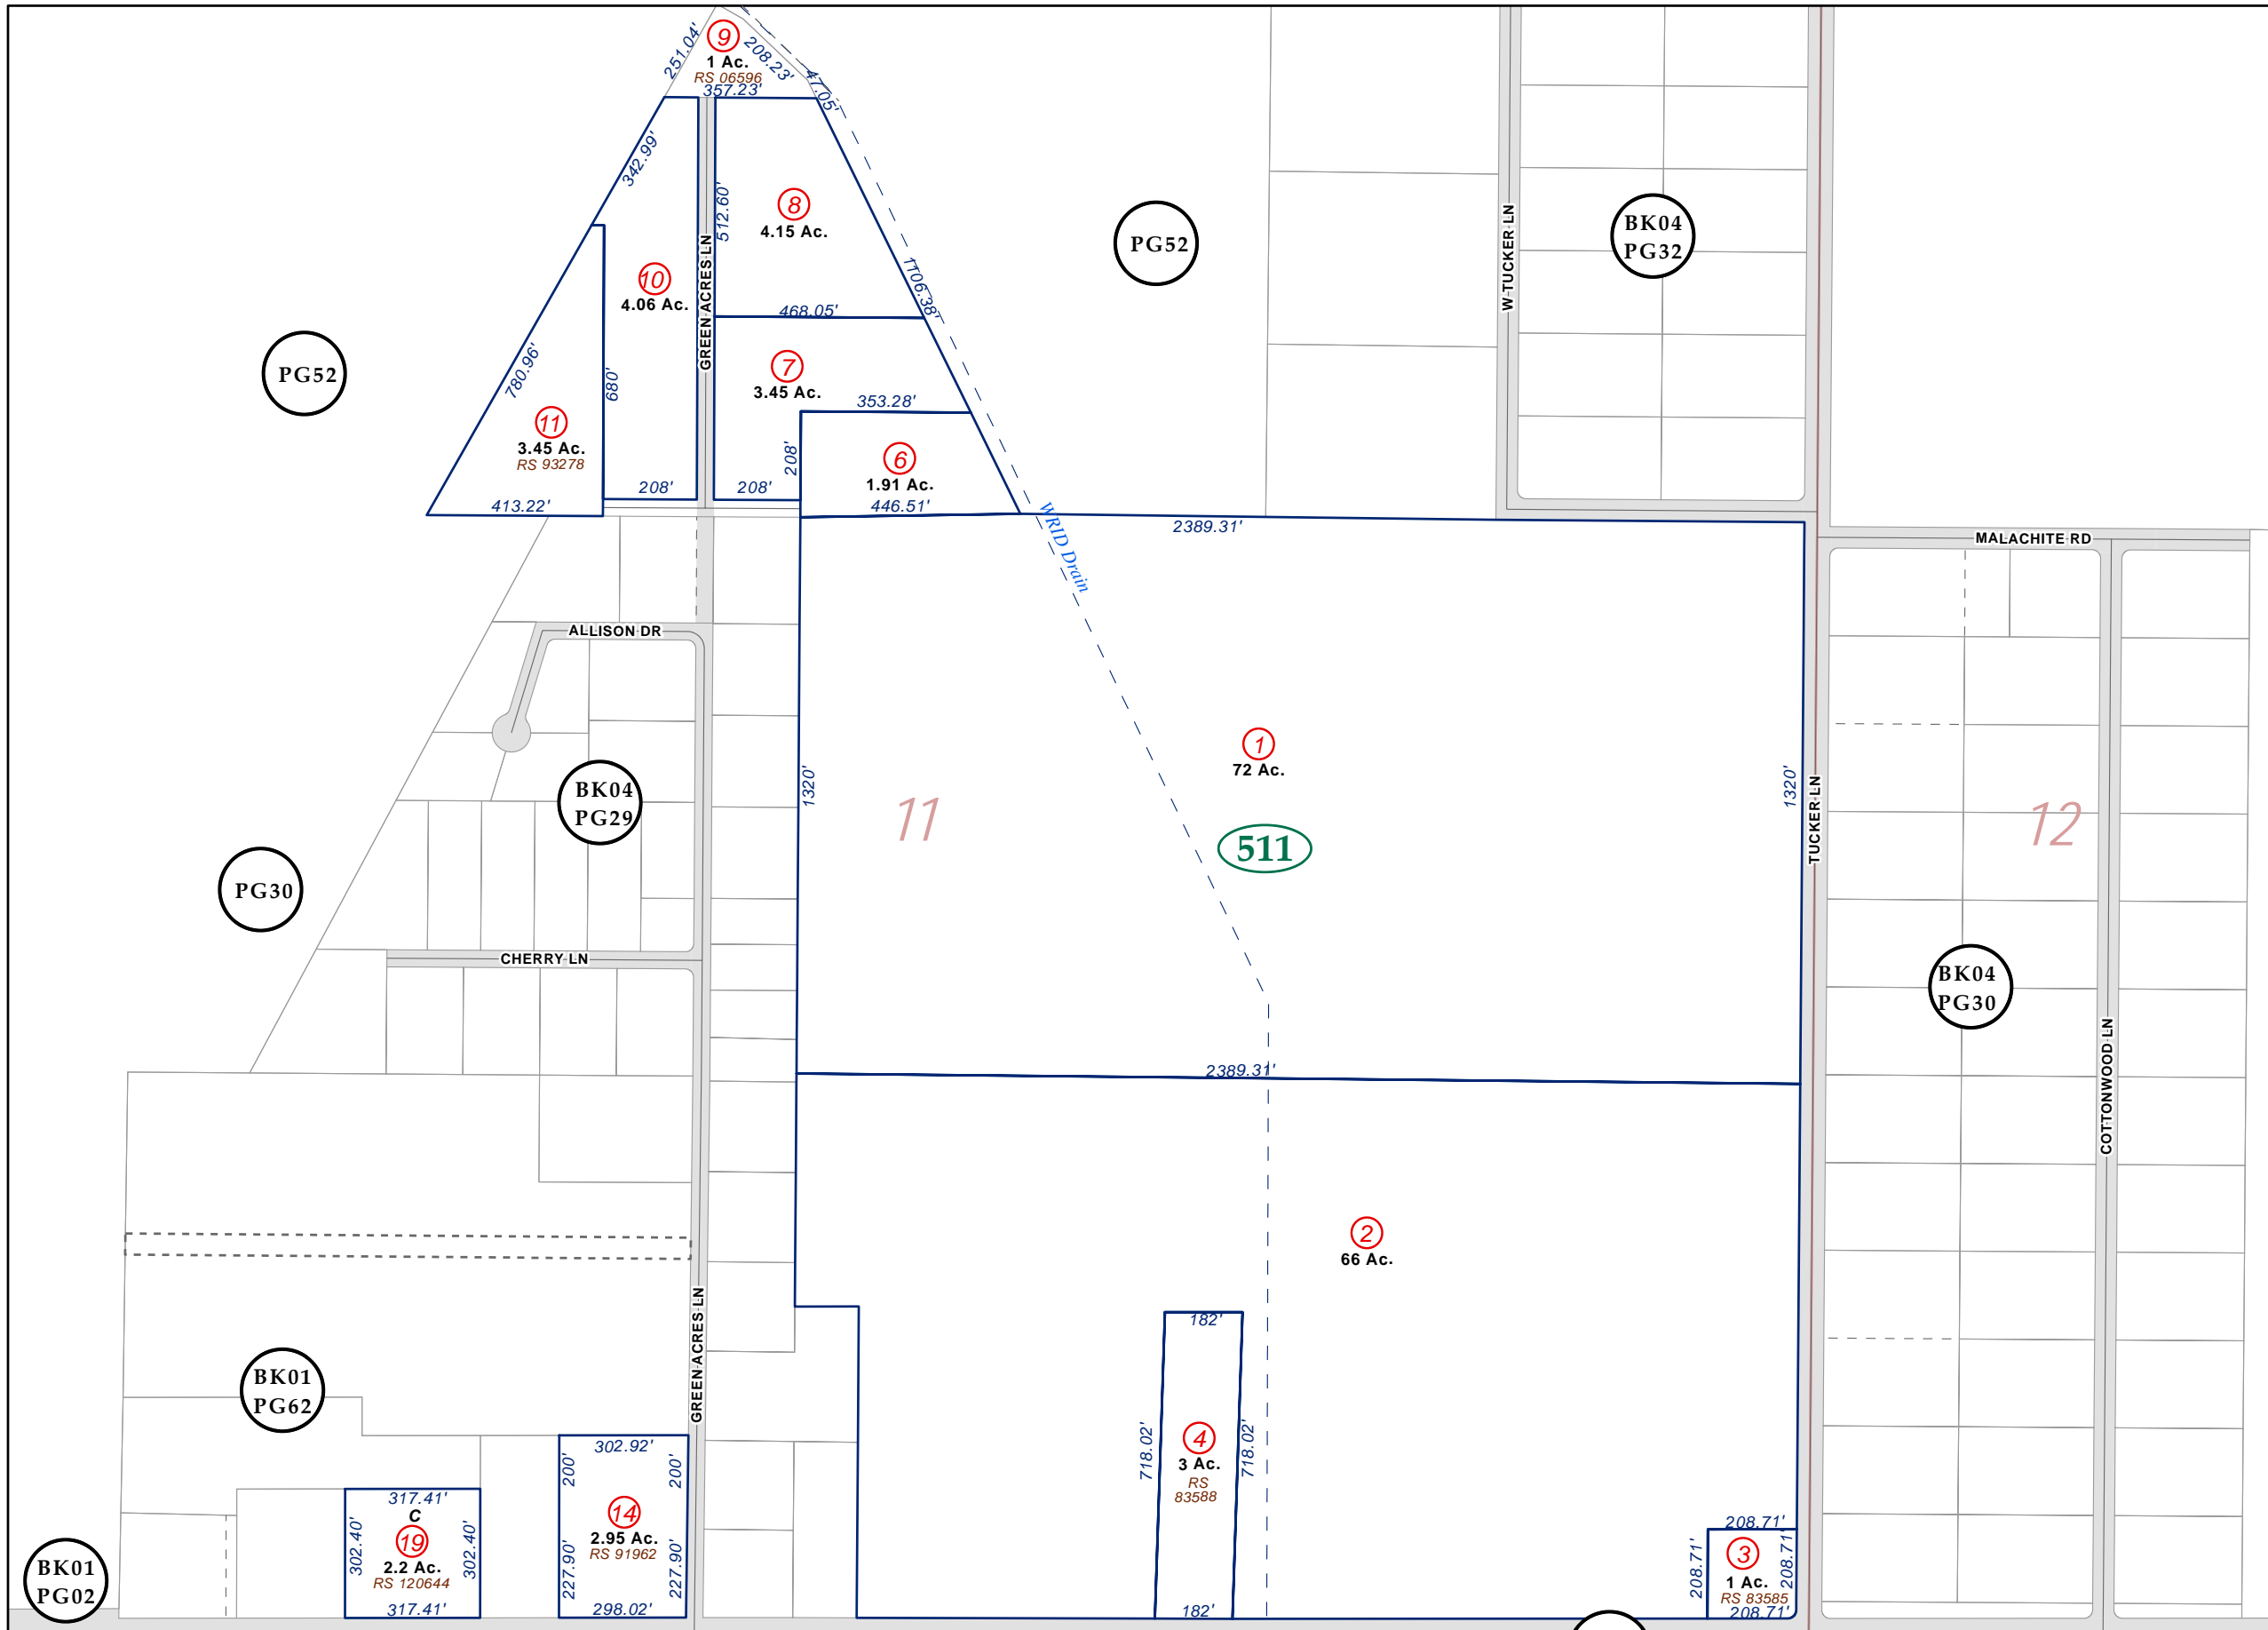 251.04'
9
1 Ac.
RS 06596
208.23'
357.23'
47.05'
342.99'
512.60'
8
4.15 Ac.
1106.38'
GREEN ACRES LN
10
4.06 Ac.
468.05'
PG52
PG52
W TUCKER LN
BK04
PG32
780.96'
680'
7
3.45 Ac.
353.28'
11
3.45 Ac.
RS 93278
208'
6
1.91 Ac.
413.22'
208'
208'
446.51'
WRID Drain
2389.31'
MALACHITE RD
ALLISON DR
1
72 Ac.
BK04
PG29
1320'
11
511
1320'
TUCKER LN
12
PG30
CHERRY LN
BK04
PG30
COTTONWOOD LN
2389.31'
2
66 Ac.
GREEN ACRES LN
182'
BK01
PG62
718.02'
4
3 Ac.
RS
83588
718.02'
182'
302.92'
200'
200'
14
2.95 Ac.
RS 91962
227.90'
227.90'
298.02'
317.41'
C
19
2.2 Ac.
RS 120644
302.40'
302.40'
317.41'
BK01
PG02
208.71'
208.71'
3
1 Ac.
RS 83585
208.71'
208.71'